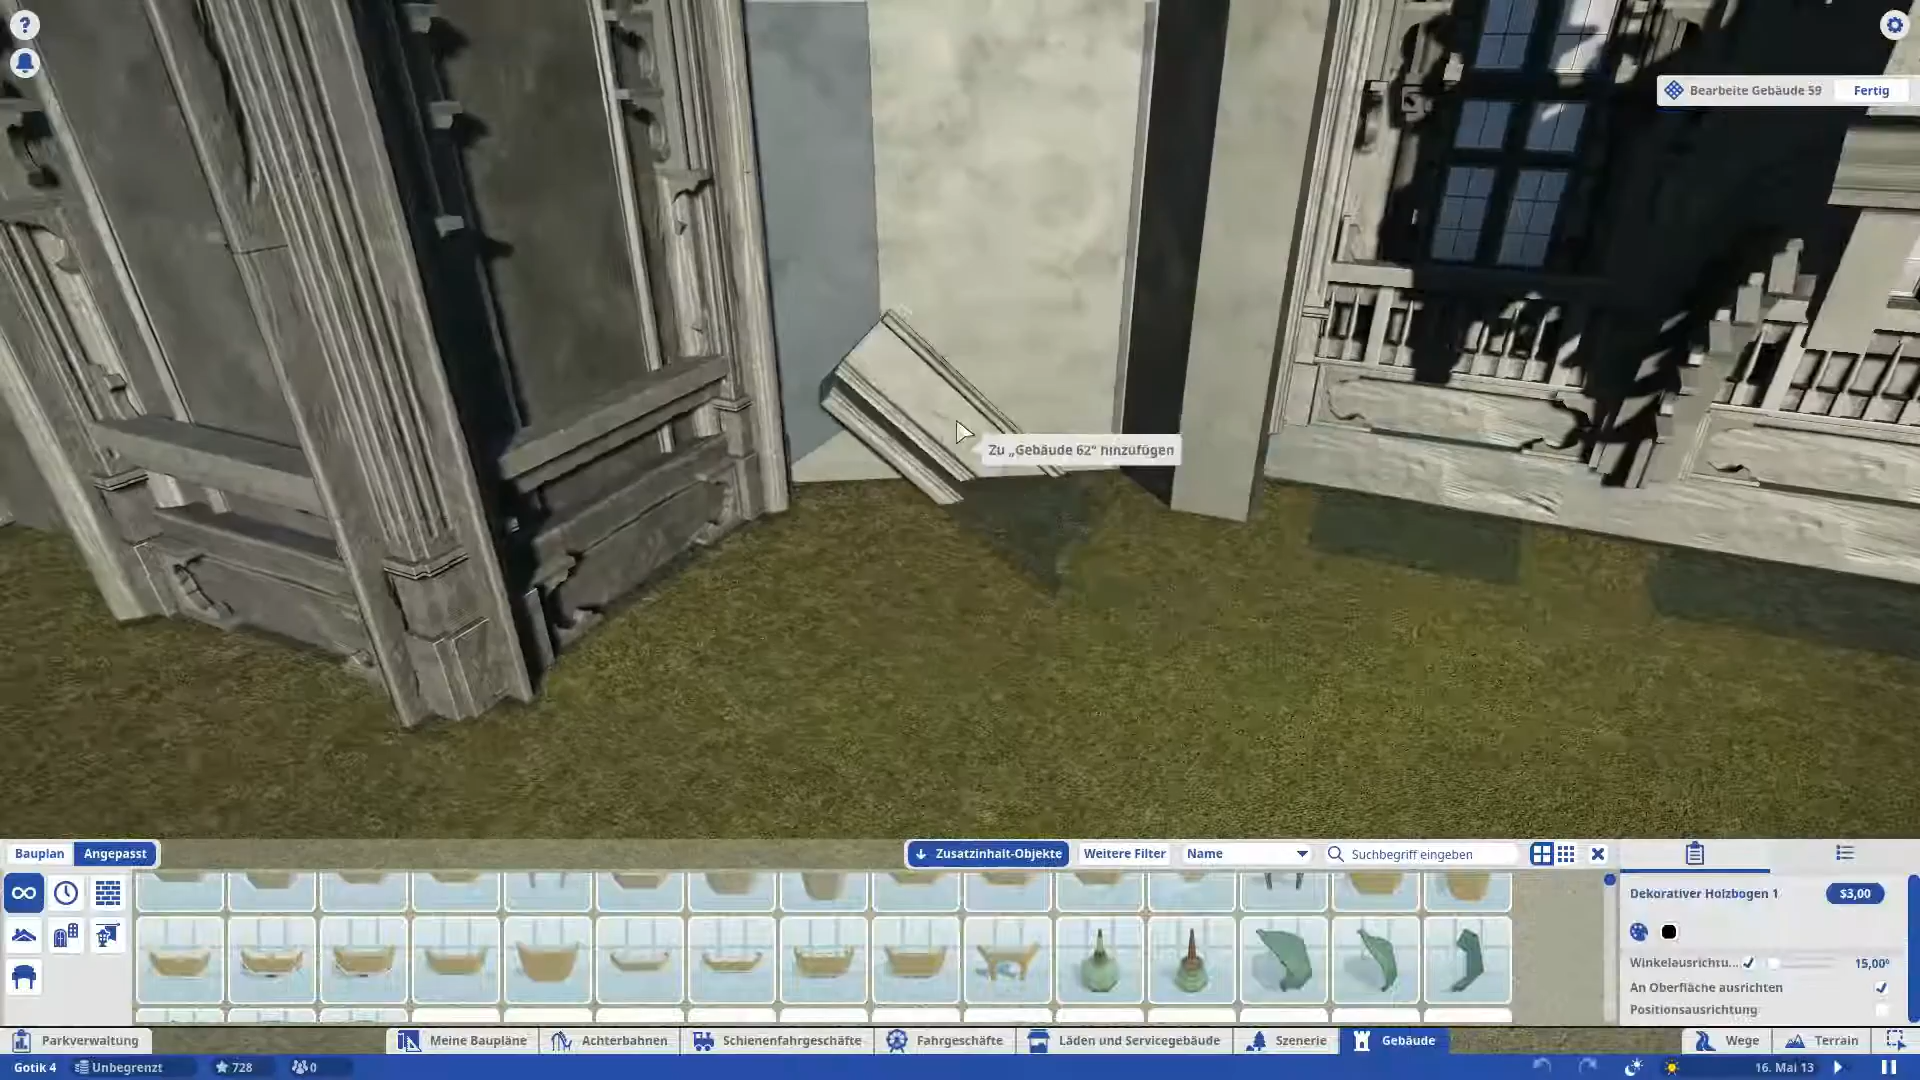 ?
Bearbeite Gebäude 59 Fertig
Zu „Gebäude 62“ hinzufügen
Bauplan Angepasst Zusatzinhalt-Objekte Weitere Filter Name Suchbegriff eingeben
Dekorativer Holzbogen 1 $3,00
Winkelausrichtu... 15,00°
An Oberfläche ausrichten
Positionsausrichtung
Parkverwaltung Meine Baupläne Achterbahnen Schienenfahrgeschäfte Fahrgeschäfte Läden und Servicegebäude Szenerie Gebäude Wege Terrain
Gotik 4 Unbegrenzt 728 0 16. Mai 13